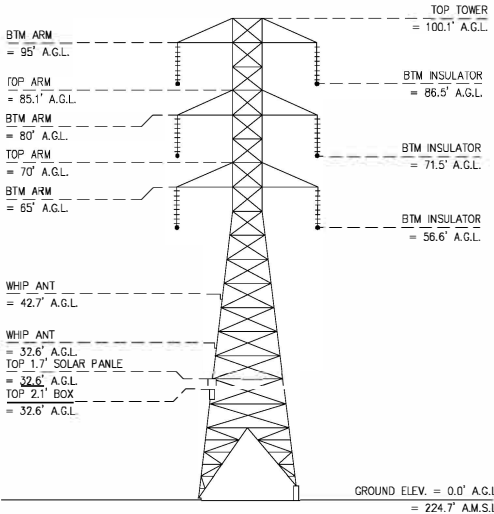 TOP TOWER
= 100.1' A.G.L.
BTM ARM
= 95' A.G.L.
BTM INSULATOR
= 86.5' A.G.L.
TOP ARM
= 85.1' A.G.L.
BTM ARM
= 80' A.G.L.
BTM INSULATOR
= 71.5' A.G.L.
TOP ARM
= 70' A.G.L.
BTM ARM
= 65' A.G.L.
BTM INSULATOR
= 56.6' A.G.L.
WHIP ANT
= 42.7' A.G.L.
WHIP ANT
= 32.6' A.G.L.
TOP 1.7' SOLAR PANLE
= 32.6' A.G.L.
TOP 2.1' BOX
= 32.6' A.G.L.
GROUND ELEV. = 0.0' A.G.L
= 224.7' A.M.S.L